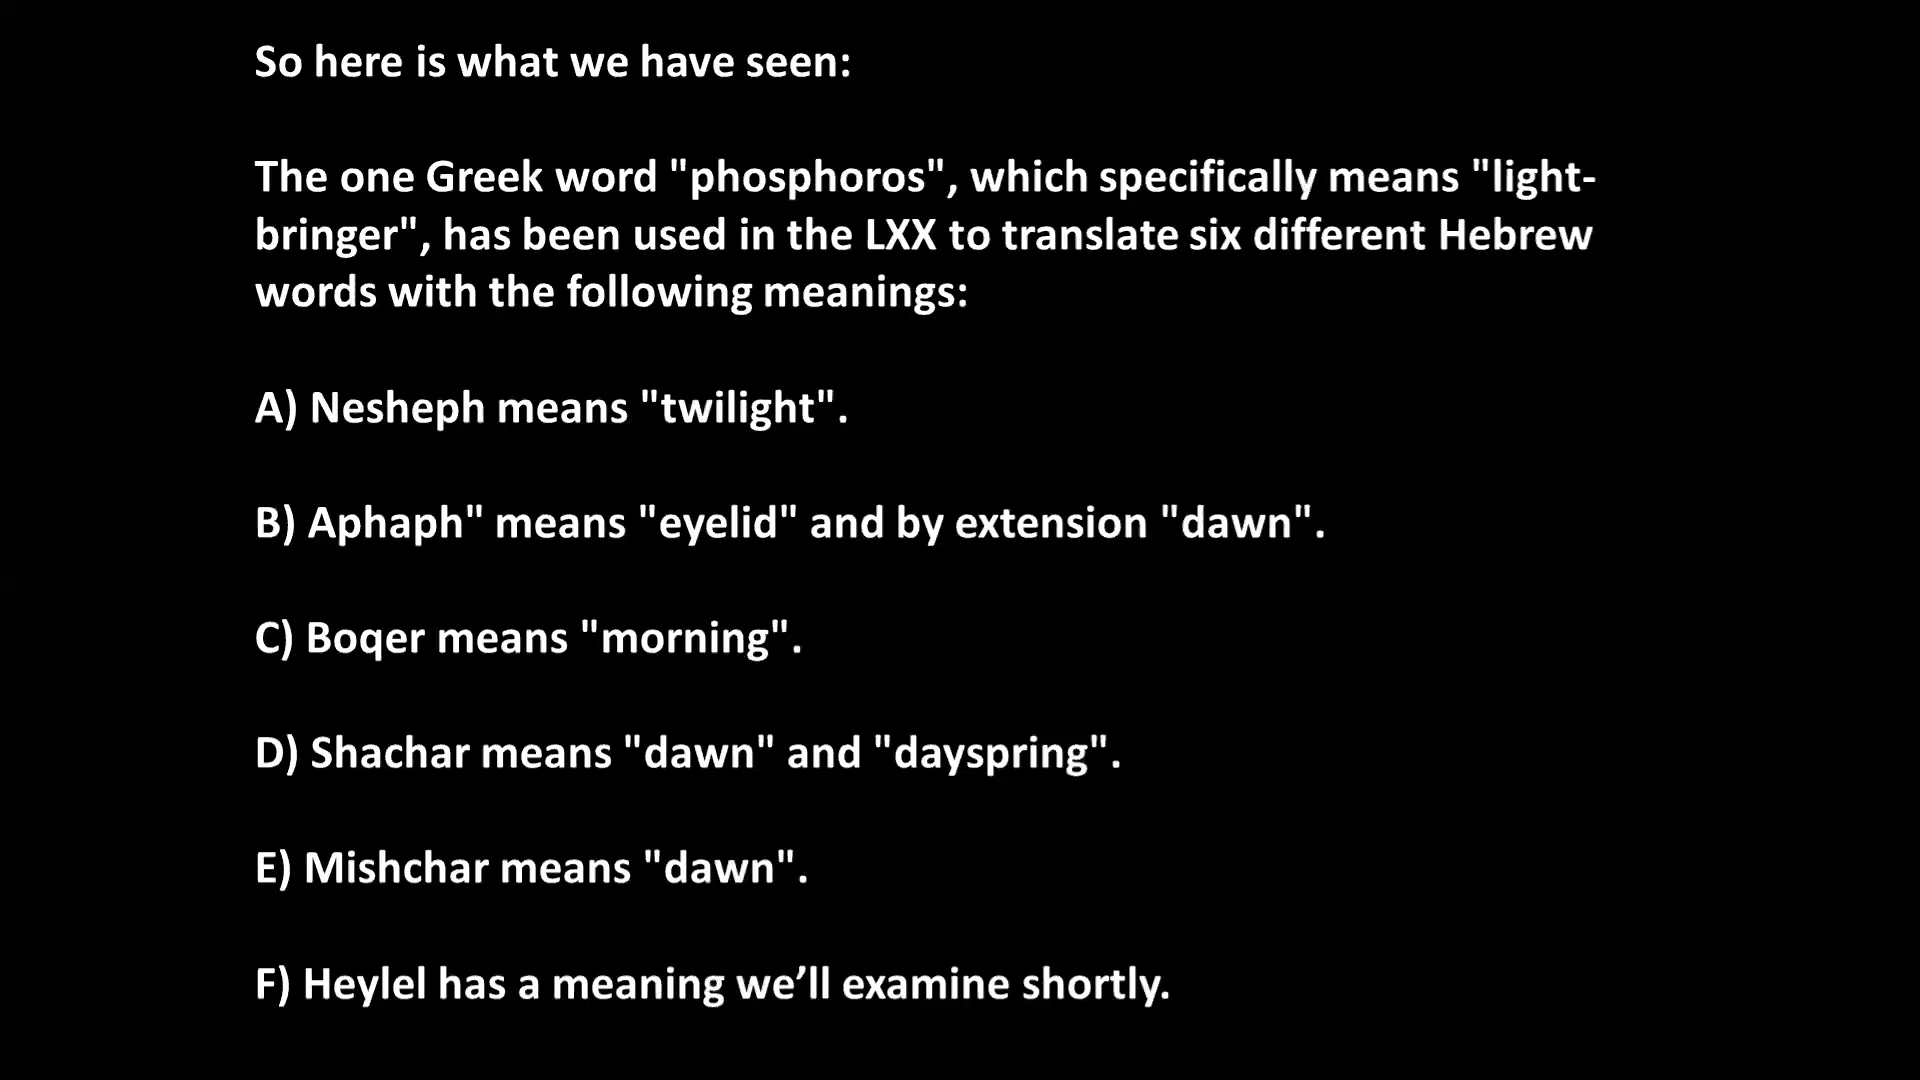 So here is what we have seen:
The one Greek word "phosphoros", which specifically means "light-
bringer", has been used in the LXX to translate six different Hebrew
words with the following meanings:
A) Nesheph means "twilight".
B) Aphaph" means "eyelid" and by extension "dawn".
C) Boqer means "morning".
D) Shachar means "dawn" and "dayspring".
E) Mishchar means "dawn".
F) Heylel has a meaning we’ll examine shortly.